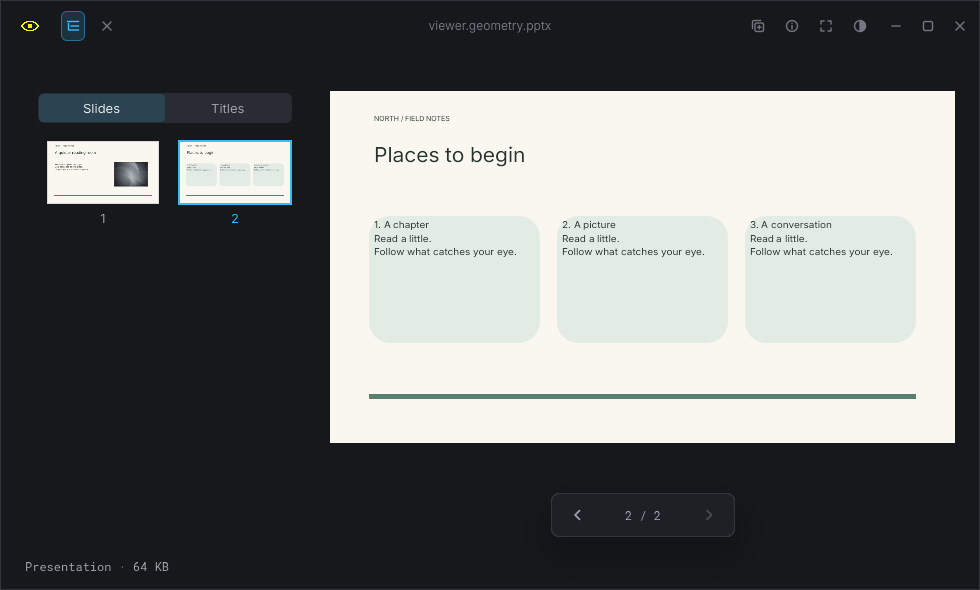 viewer.geometry.pptx
Slides
Titles
1
2
NORTH / FIELD NOTES
Places to begin
1. A chapter
Read a little.
Follow what catches your eye.
2. A picture
Read a little.
Follow what catches your eye.
3. A conversation
Read a little.
Follow what catches your eye.
2 / 2
Presentation · 64 KB